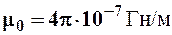 μ₀ = 4π·10⁻⁷ Гн/м